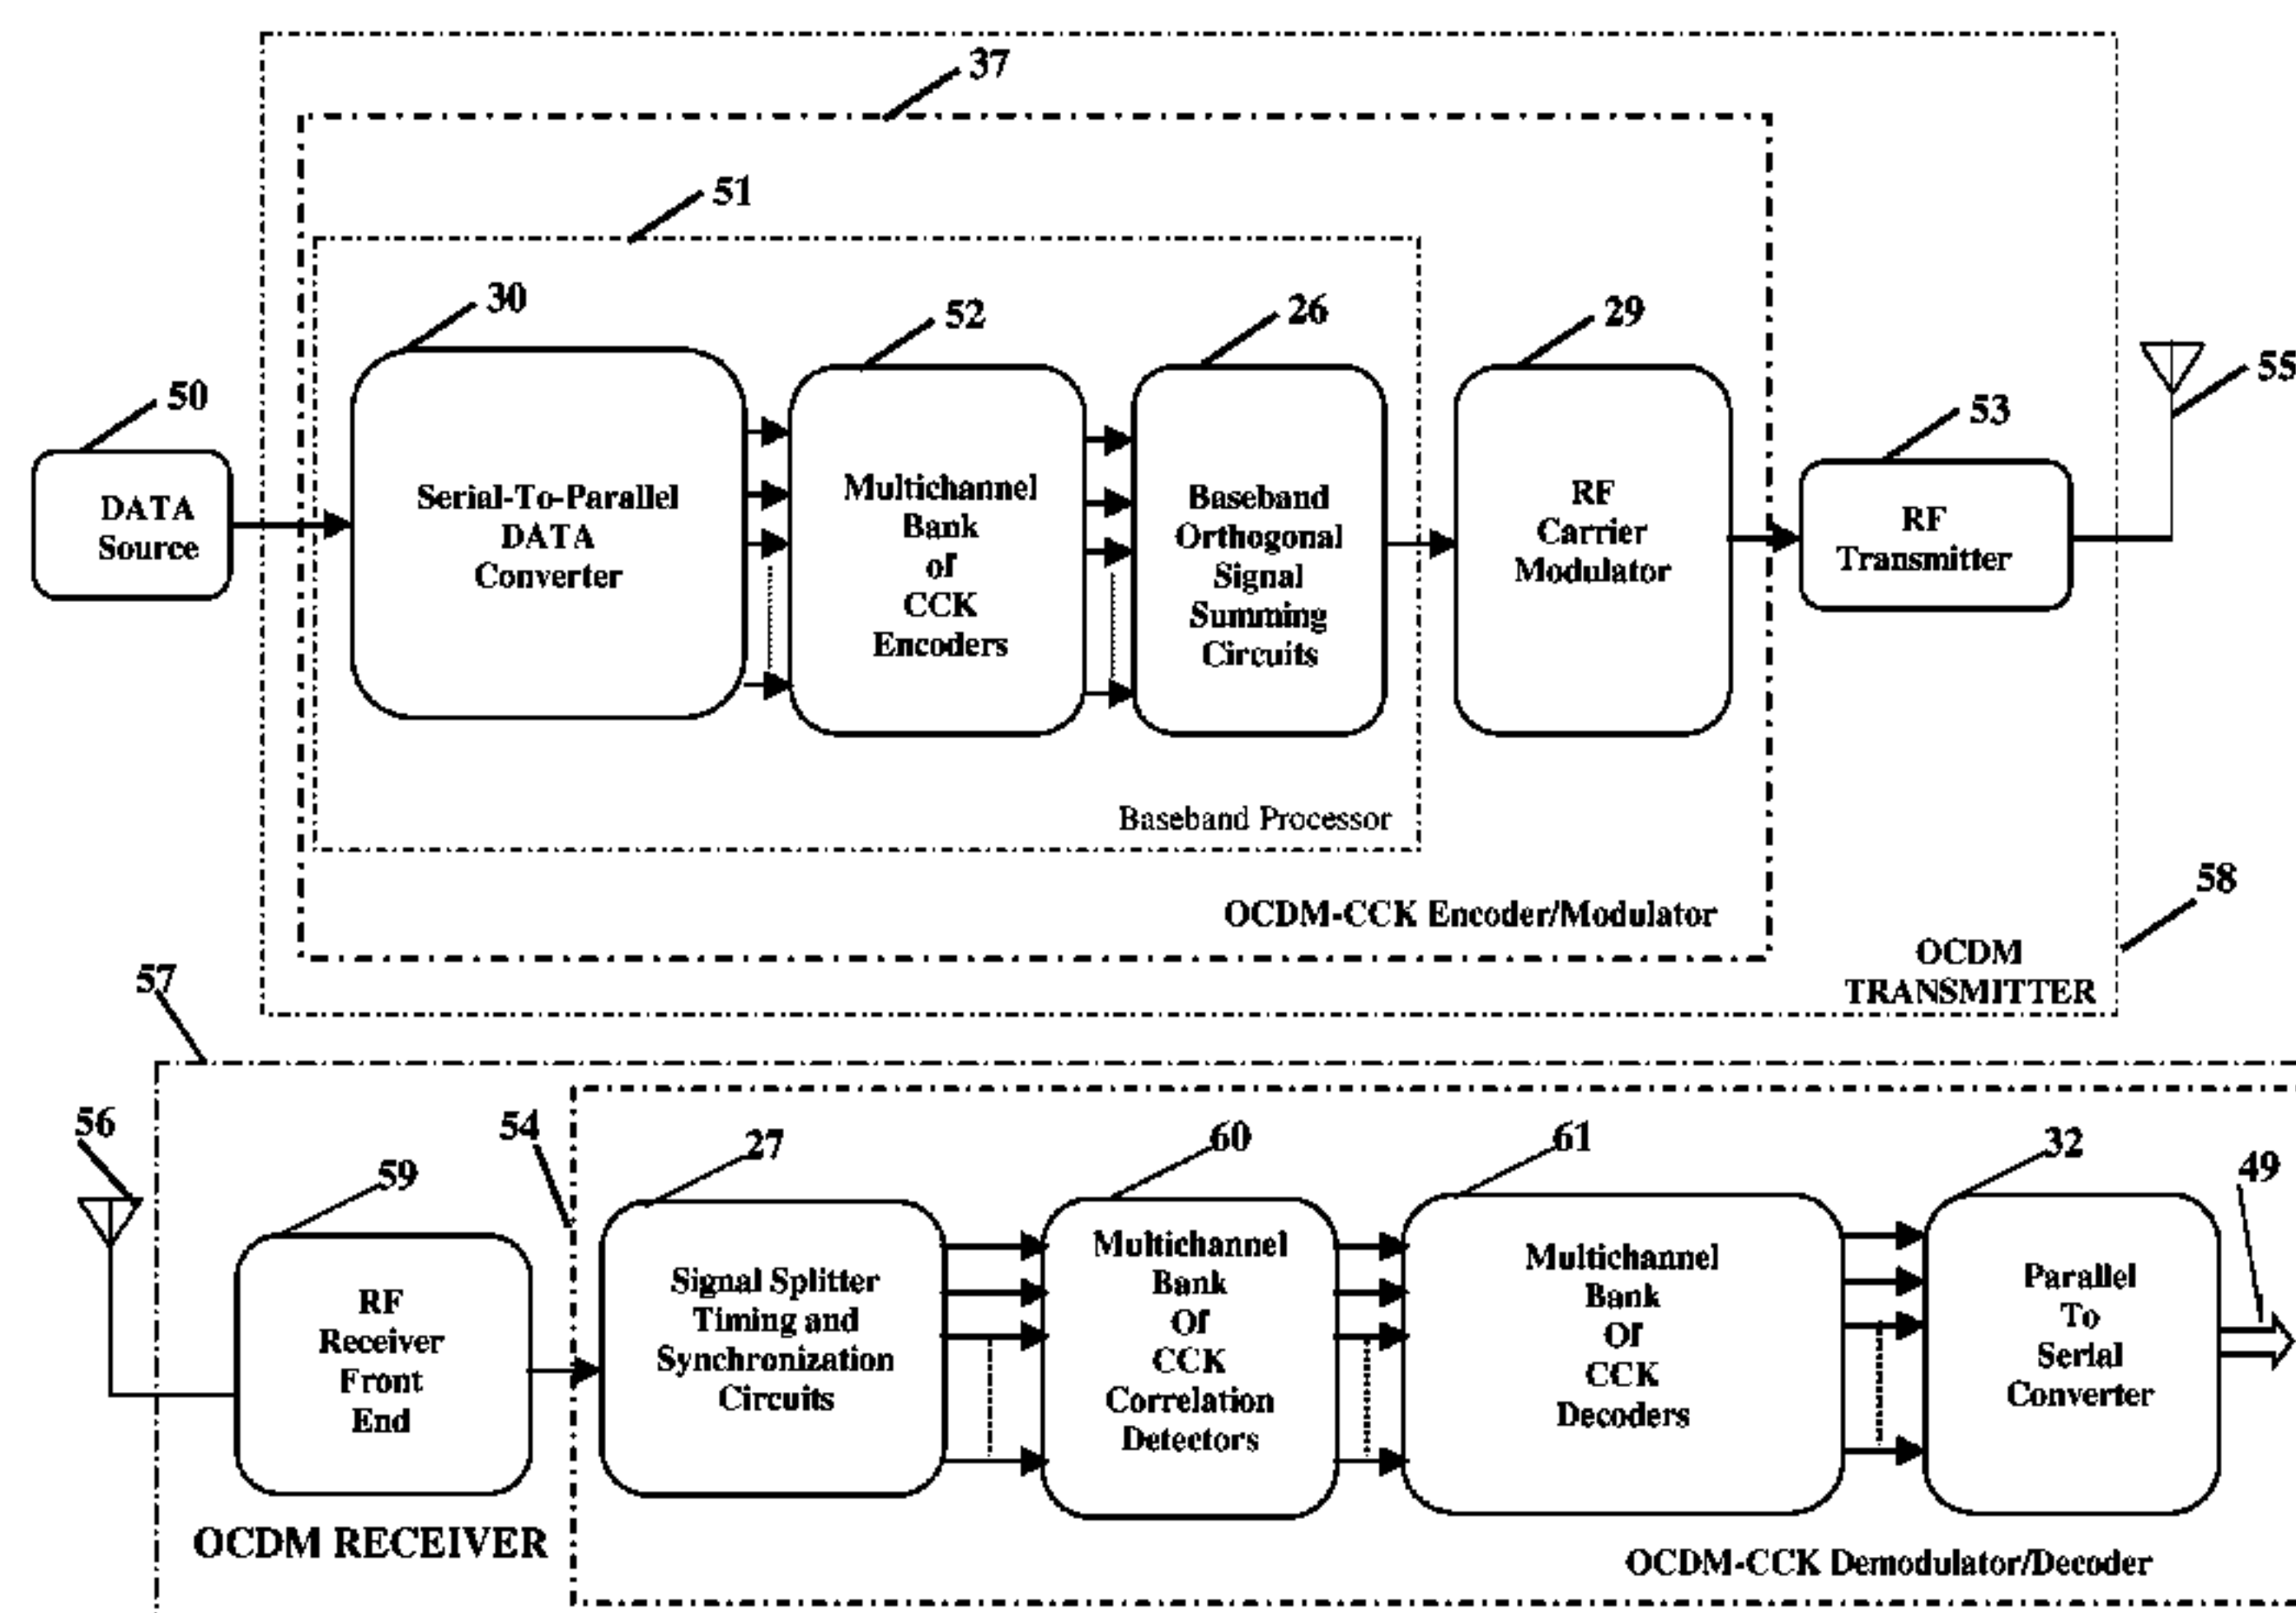 37
51
30
52
26
29
50
53
55
DATA
Source
Serial-To-Parallel
DATA
Converter
Multichannel
Bank
of
CCK
Encoders
Baseband
Orthogonal
Signal
Summing
Circuits
RF
Carrier
Modulator
RF
Transmitter
Baseband Processor
OCDM-CCK Encoder/Modulator
58
OCDM
TRANSMITTER
57
56
59
54
27
60
61
32
49
RF
Receiver
Front
End
Signal Splitter
Timing and
Synchronization
Circuits
Multichannel
Bank
Of
CCK
Correlation
Detectors
Multichannel
Bank
Of
CCK
Decoders
Parallel
To
Serial
Converter
OCDM RECEIVER
OCDM-CCK Demodulator/Decoder